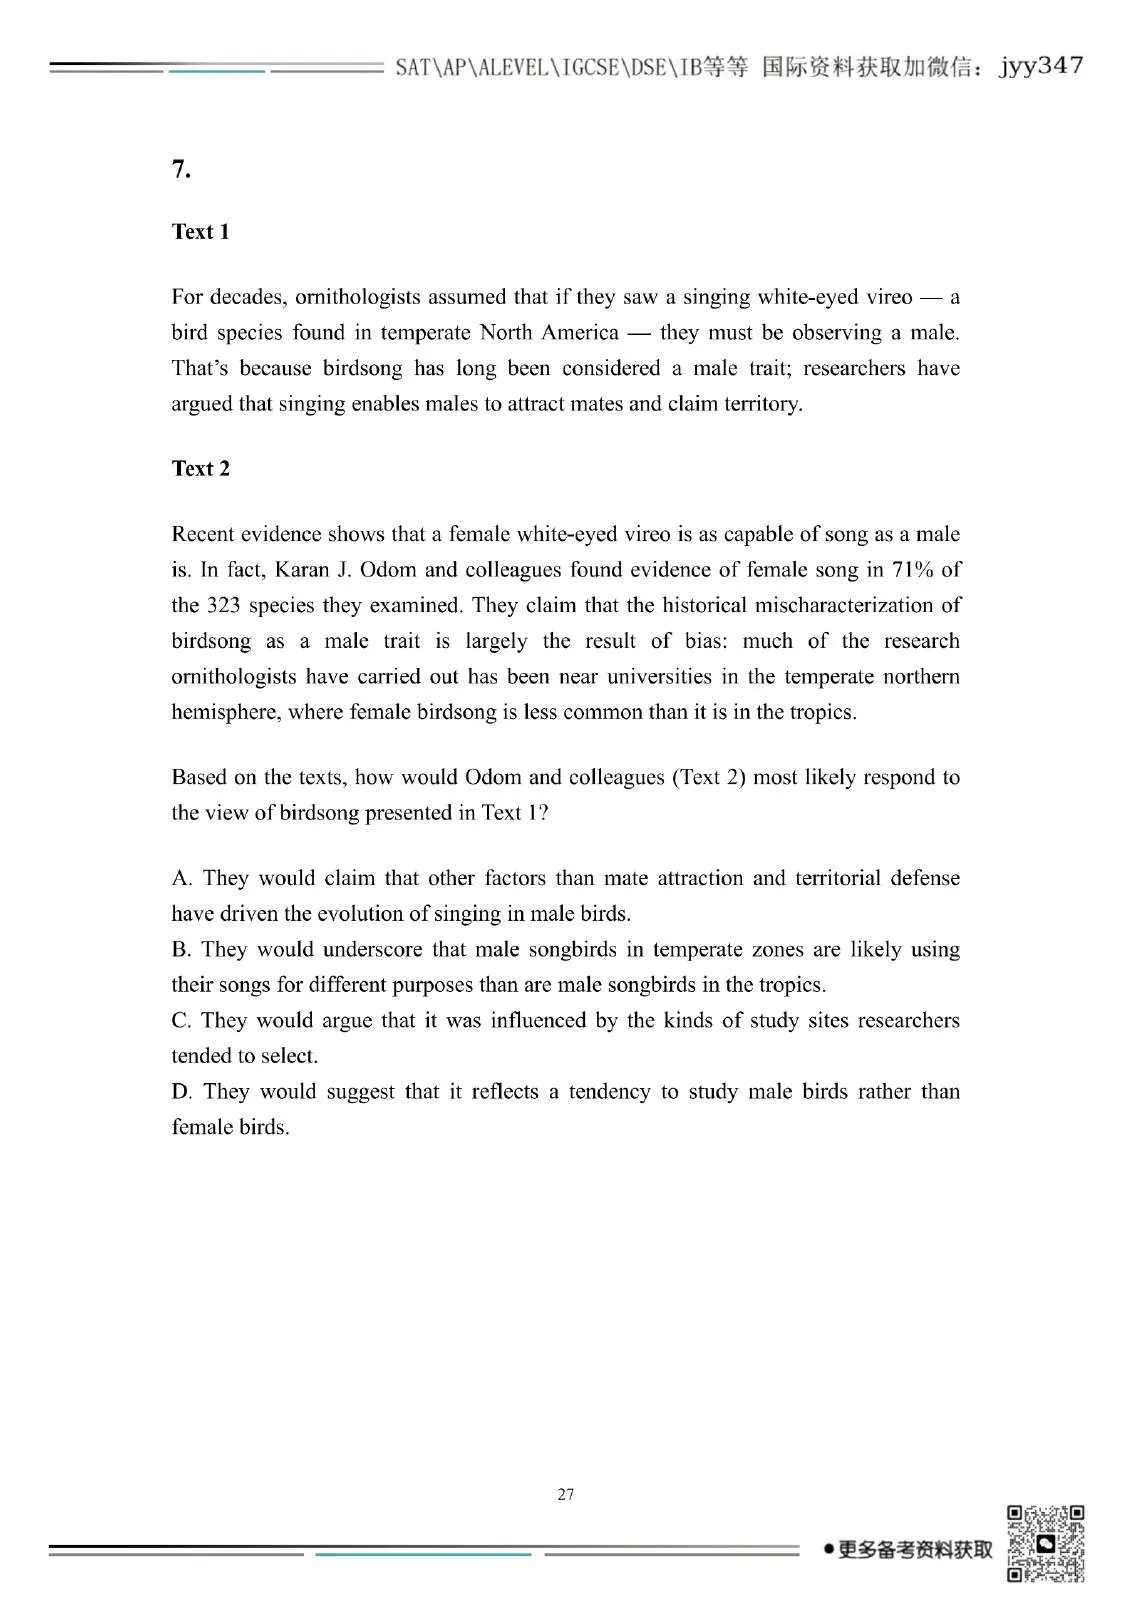 SAT\AP\ALEVEL\IGCSE\DSE\IB等等 国际资料获取加微信: jyy347
7.
Text 1
For decades, ornithologists assumed that if they saw a singing white-eyed vireo — a
bird species found in temperate North America — they must be observing a male.
That’s because birdsong has long been considered a male trait; researchers have
argued that singing enables males to attract mates and claim territory.
Text 2
Recent evidence shows that a female white-eyed vireo is as capable of song as a male
is. In fact, Karan J. Odom and colleagues found evidence of female song in 71% of
the 323 species they examined. They claim that the historical mischaracterization of
birdsong as a male trait is largely the result of bias: much of the research
ornithologists have carried out has been near universities in the temperate northern
hemisphere, where female birdsong is less common than it is in the tropics.
Based on the texts, how would Odom and colleagues (Text 2) most likely respond to
the view of birdsong presented in Text 1?
A. They would claim that other factors than mate attraction and territorial defense
have driven the evolution of singing in male birds.
B. They would underscore that male songbirds in temperate zones are likely using
their songs for different purposes than are male songbirds in the tropics.
C. They would argue that it was influenced by the kinds of study sites researchers
tended to select.
D. They would suggest that it reflects a tendency to study male birds rather than
female birds.
27
●更多备考资料获取